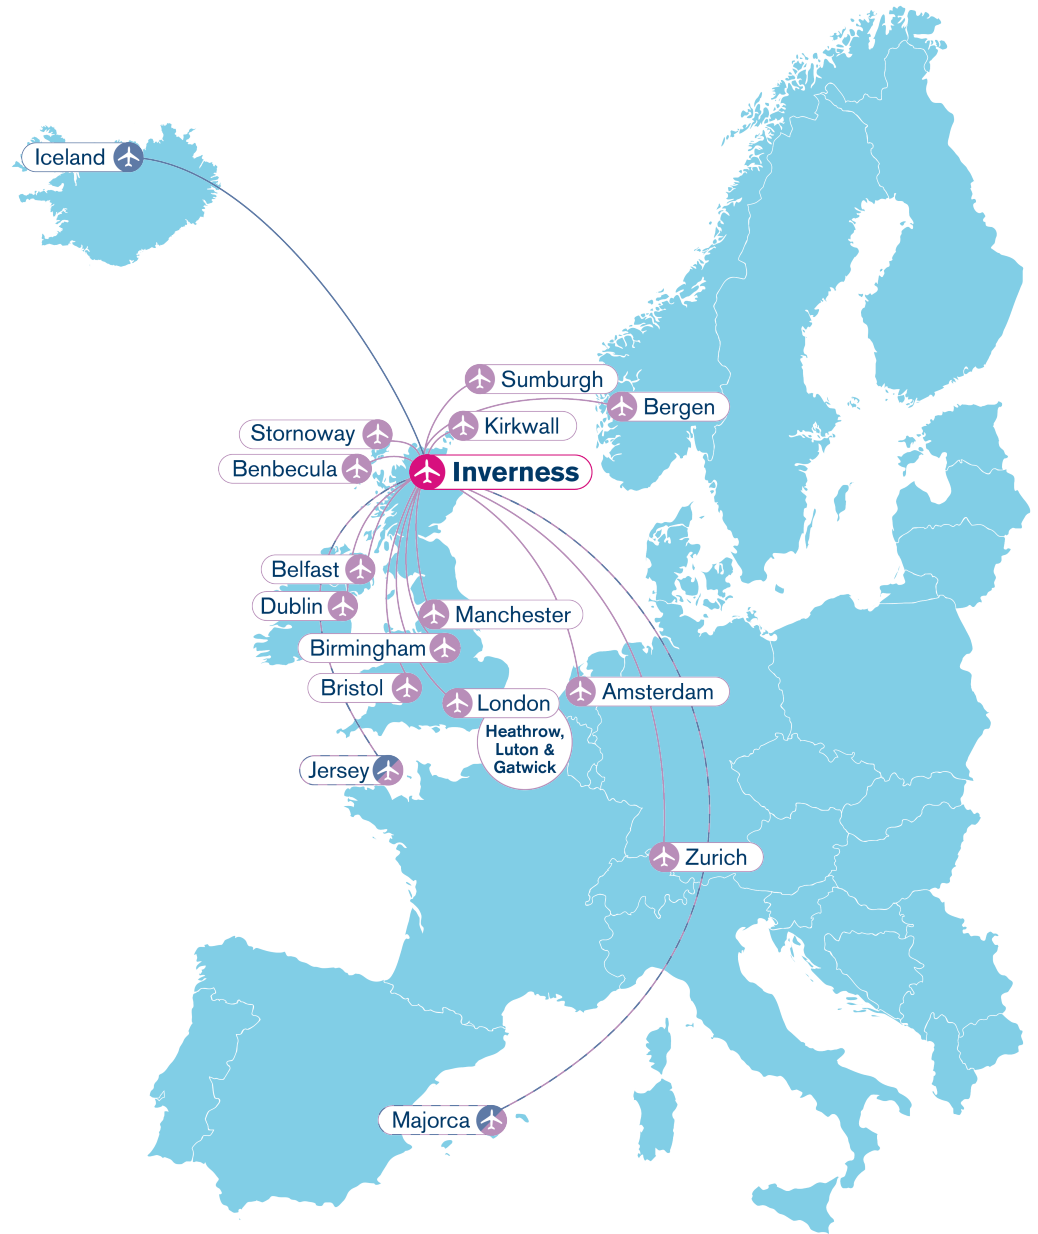 Iceland
Sumburgh
Bergen
Kirkwall
Stornoway
Benbecula
Inverness
Belfast
Dublin
Manchester
Birmingham
Bristol
Amsterdam
London
Heathrow,
Luton &
Gatwick
Jersey
Zurich
Majorca